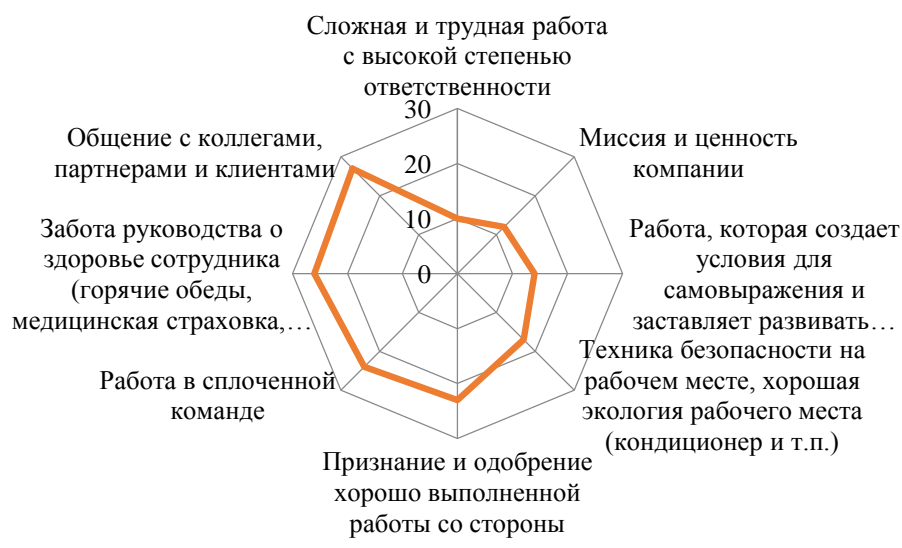 Сложная и трудная работа
с высокой степенью
ответственности
Миссия и ценность
компании
Работа, которая создает
условия для
самовыражения и
заставляет развивать…
Техника безопасности на
рабочем месте, хорошая
экология рабочего места
(кондиционер и т.п.)
Признание и одобрение
хорошо выполненной
работы со стороны
Работа в сплоченной
команде
Забота руководства о
здоровье сотрудника
(горячие обеды,
медицинская страховка,…
Общение с коллегами,
партнерами и клиентами
30
20
10
0